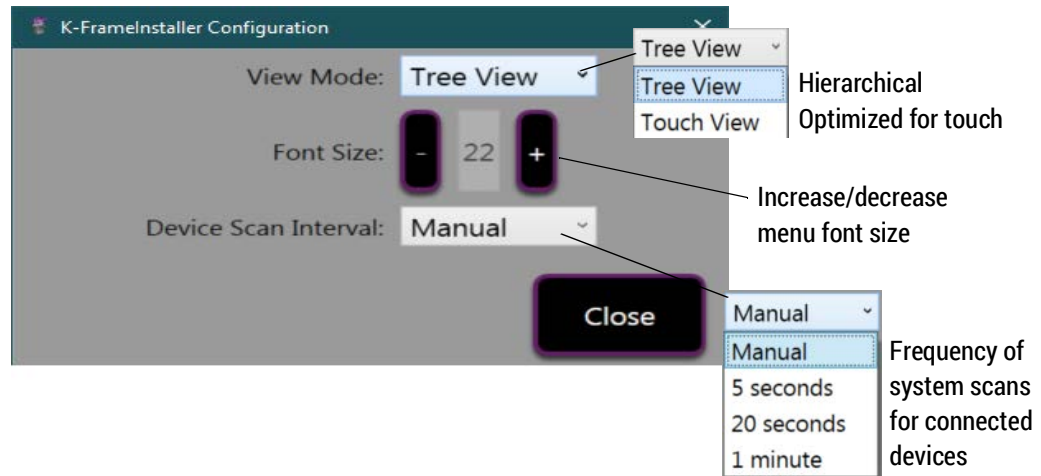 K-FrameInstaller Configuration
View Mode: Tree View
Tree View
Tree View
Touch View
Hierarchical
Optimized for touch
Font Size: - 22 +
Increase/decrease
menu font size
Device Scan Interval: Manual
Close
Manual
Manual
5 seconds
20 seconds
1 minute
Frequency of
system scans
for connected
devices